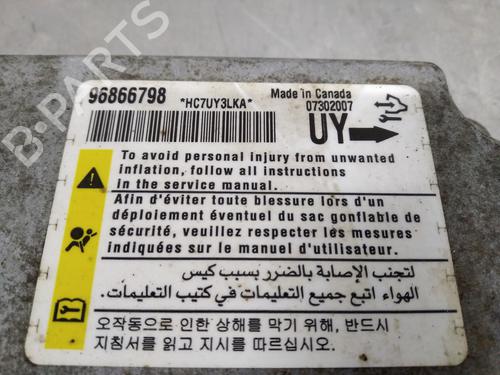 B-PARTS
96866798
*HC7UY3LKA*
Made in Canada
07302007
UY
To avoid personal injury from unwanted
inflation, follow all instructions
in the service manual.
Afin d'éviter toute blessure lors d'un
déploiement éventuel du sac gonflable de
sécurité, veuillez respecter les mesures
indiquées sur le manuel d'utilisateur.
لتجنب الإصابة بالضرر بسبب كيس
الهواء اتبع جميع التعليمات في كتيب التعليمات.
오작동으로 인한 상해를 막기 위해, 반드시
지침서를 읽고 지시를 따르십시오.